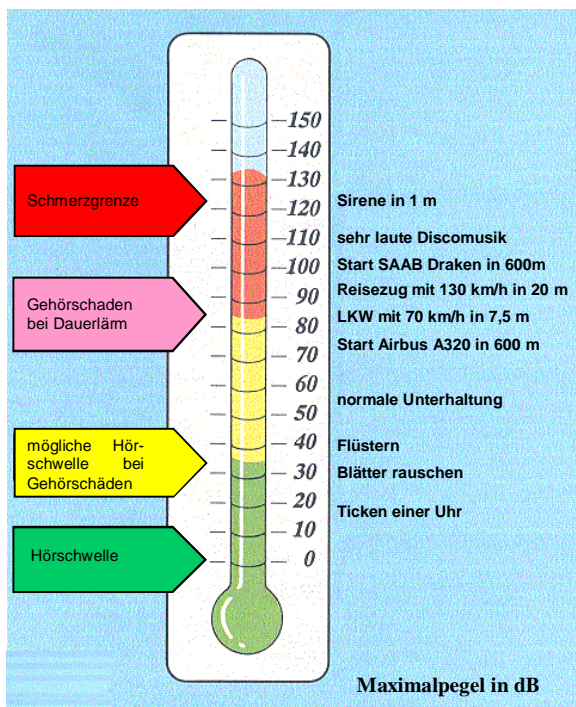 150
140
130
Schmerzgrenze
120
Sirene in 1 m
110
sehr laute Discomusik
100
Start SAAB Draken in 600m
90
Reisezug mit 130 km/h in 20 m
Gehörschaden
bei Dauerlärm
80
LKW mit 70 km/h in 7,5 m
70
Start Airbus A320 in 600 m
60
50
normale Unterhaltung
40
Flüstern
mögliche Hör-
schwelle bei
Gehörschäden
30
Blätter rauschen
20
Ticken einer Uhr
10
Hörschwelle
0
Maximalpegel in dB